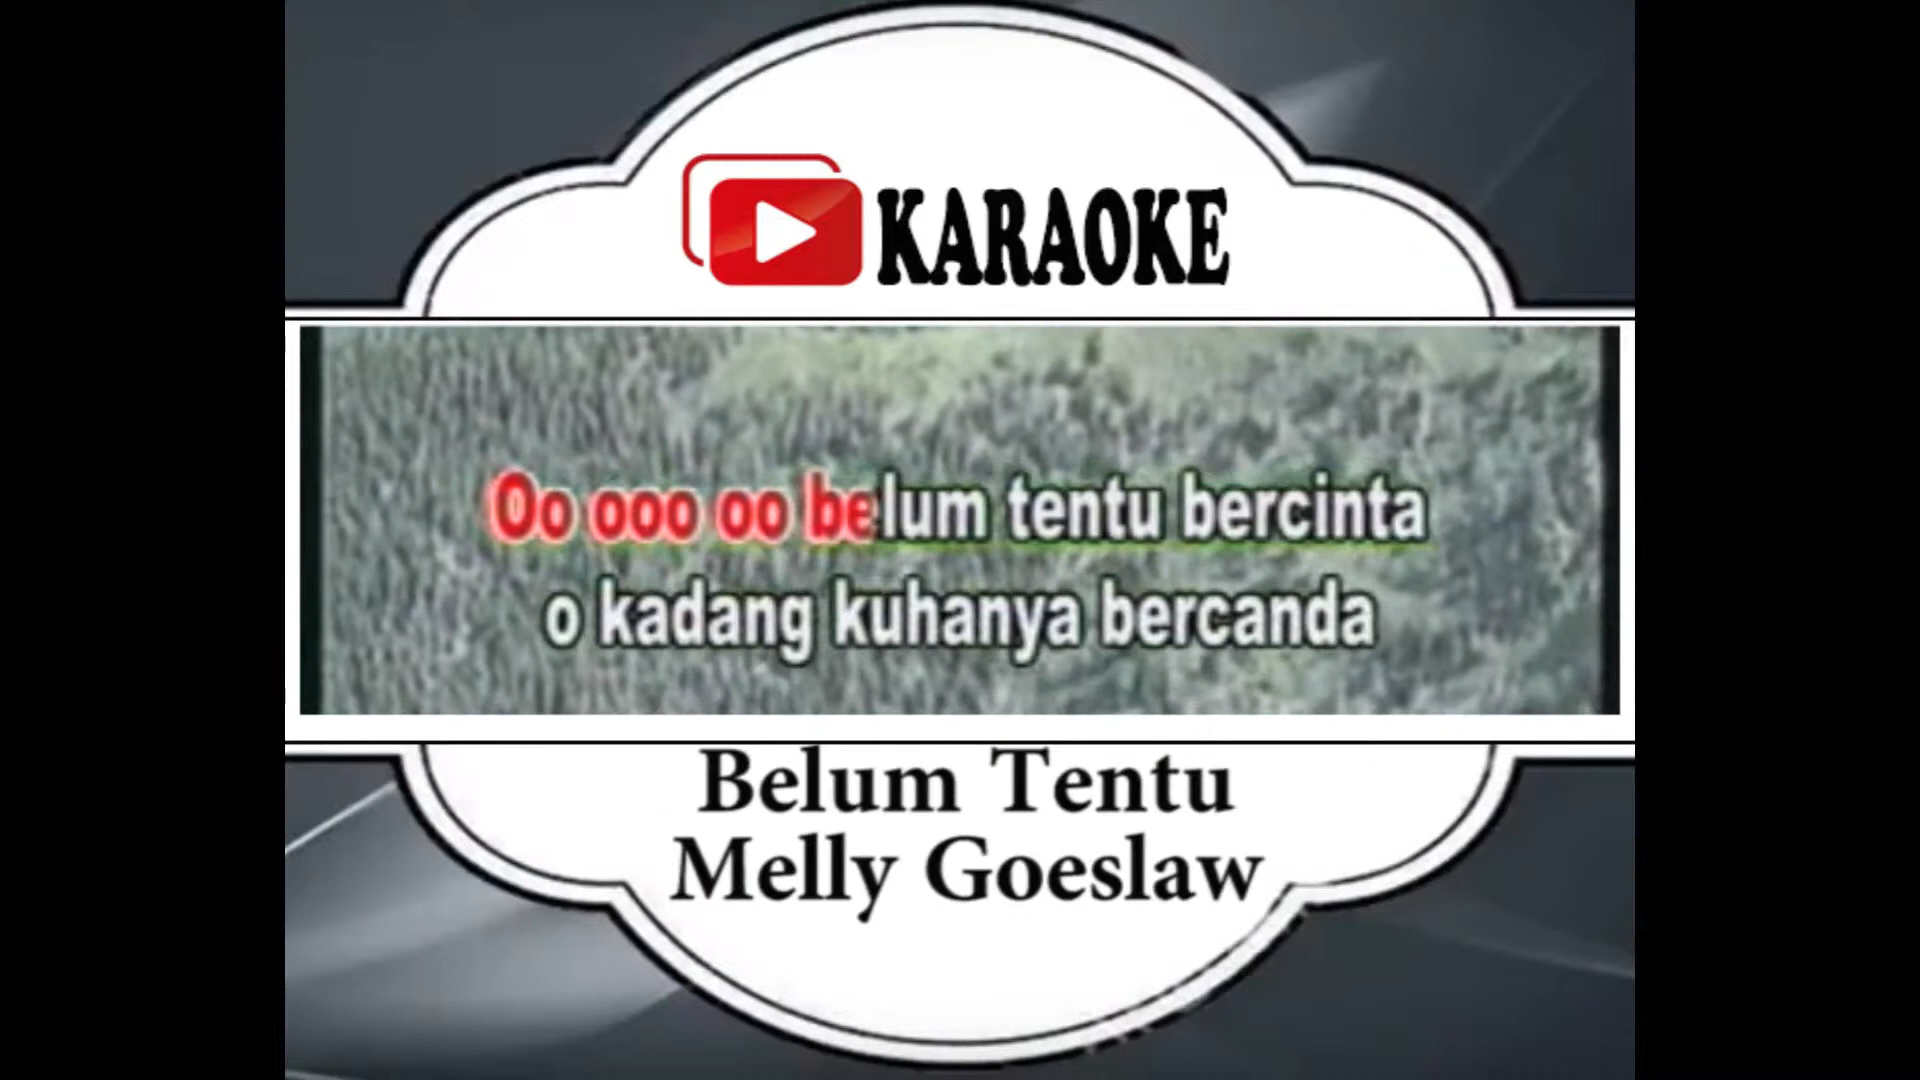 KARAOKE
Oo ooo oo belum tentu bercinta
o kadang kuhanya bercanda
Belum Tentu
Melly Goeslaw